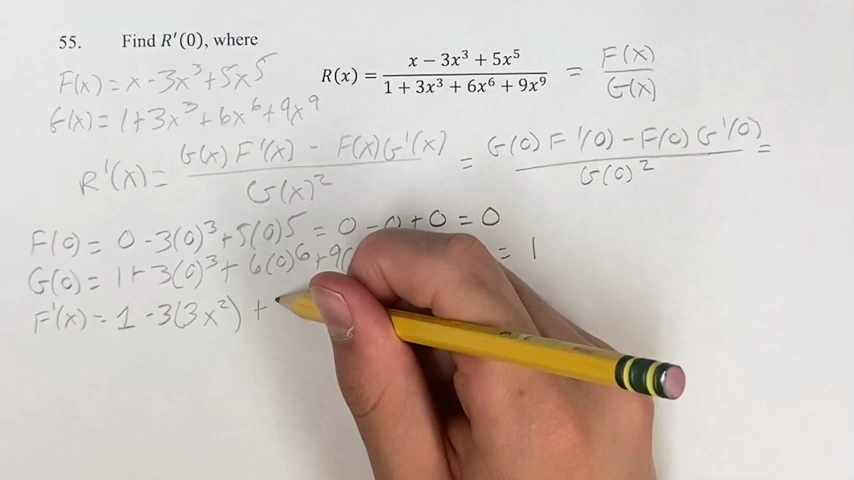 55. Find R′(0), where
F(x) = x - 3x³ + 5x⁵
R(x) = (x − 3x³ + 5x⁵)/(1 + 3x³ + 6x⁶ + 9x⁹) = F(x)/G(x)
G(x) = 1 + 3x³ + 6x⁶ + 9x⁹
R'(x) = (G(x) F'(x) - F(x) G'(x))/G(x)² = (G(0) F'(0) - F(0) G'(0))/G(0)² =
F(0) = 0 - 3(0)³ + 5(0)⁵ = 0 - 0 + 0 = 0
G(0) = 1 + 3(0)³ + 6(0)⁶ + 9( = 1
F'(x) = 1 - 3(3x²) +